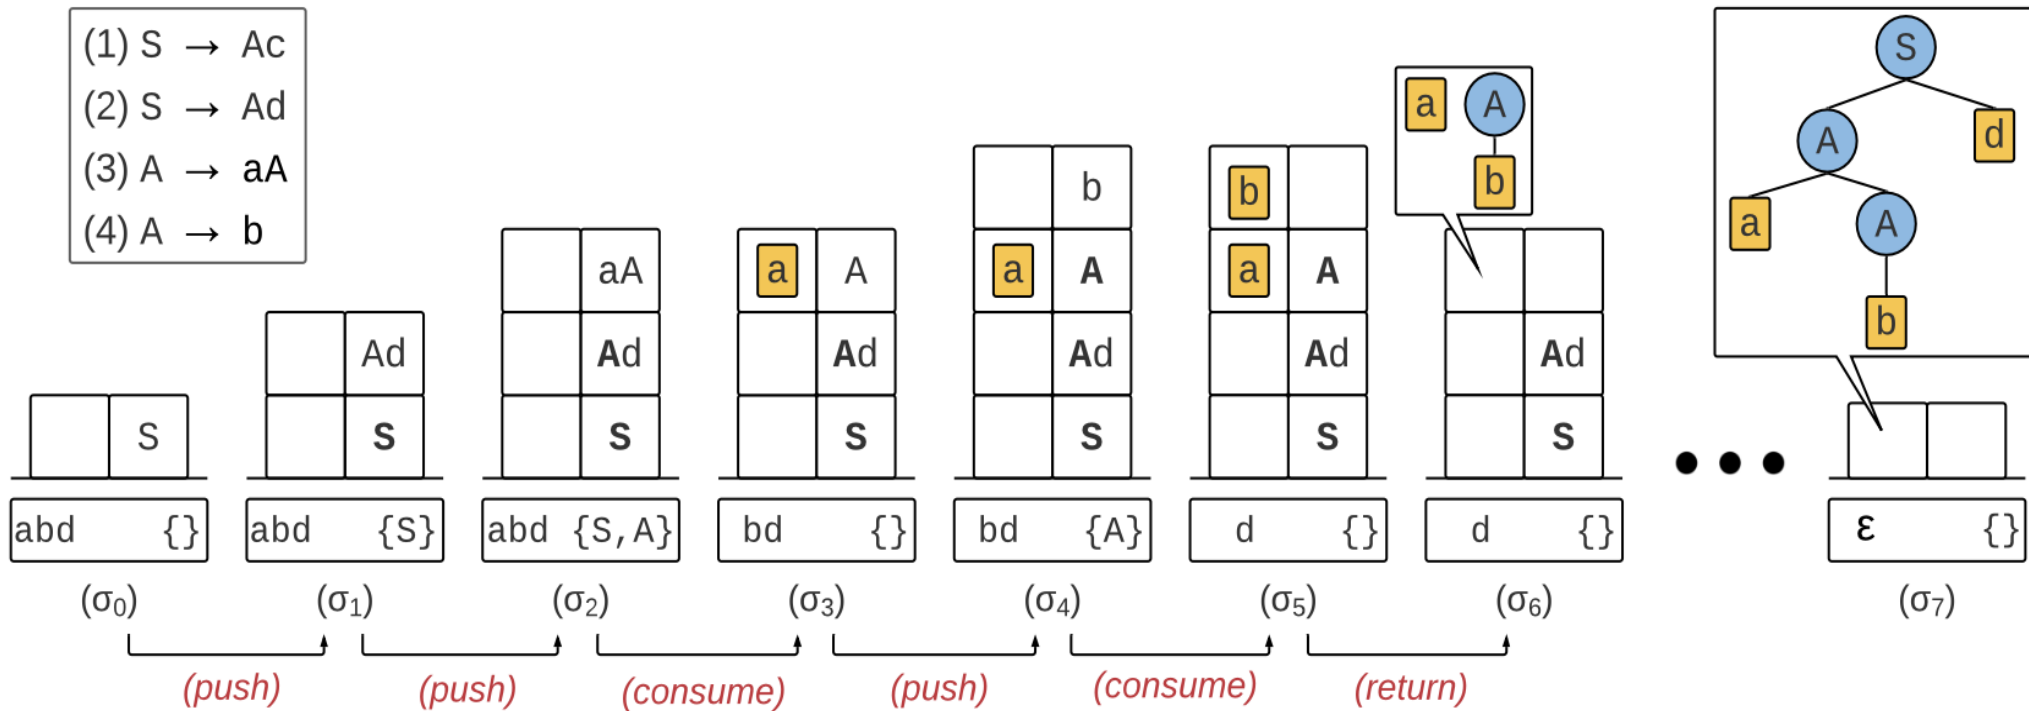 (1) S → Ac
(2) S → Ad
(3) A → aA
(4) A → b
S
abd {}
(σ0)
Ad
S
abd {S}
(σ1)
aA
Ad
S
abd {S,A}
(σ2)
a A
Ad
S
bd {}
(σ3)
b
a A
Ad
S
bd {A}
(σ4)
b
a A
Ad
S
d {}
(σ5)
a A
b
Ad
S
d {}
(σ6)
S
A d
a A
b
ε {}
(σ7)
(push)
(push)
(consume)
(push)
(consume)
(return)